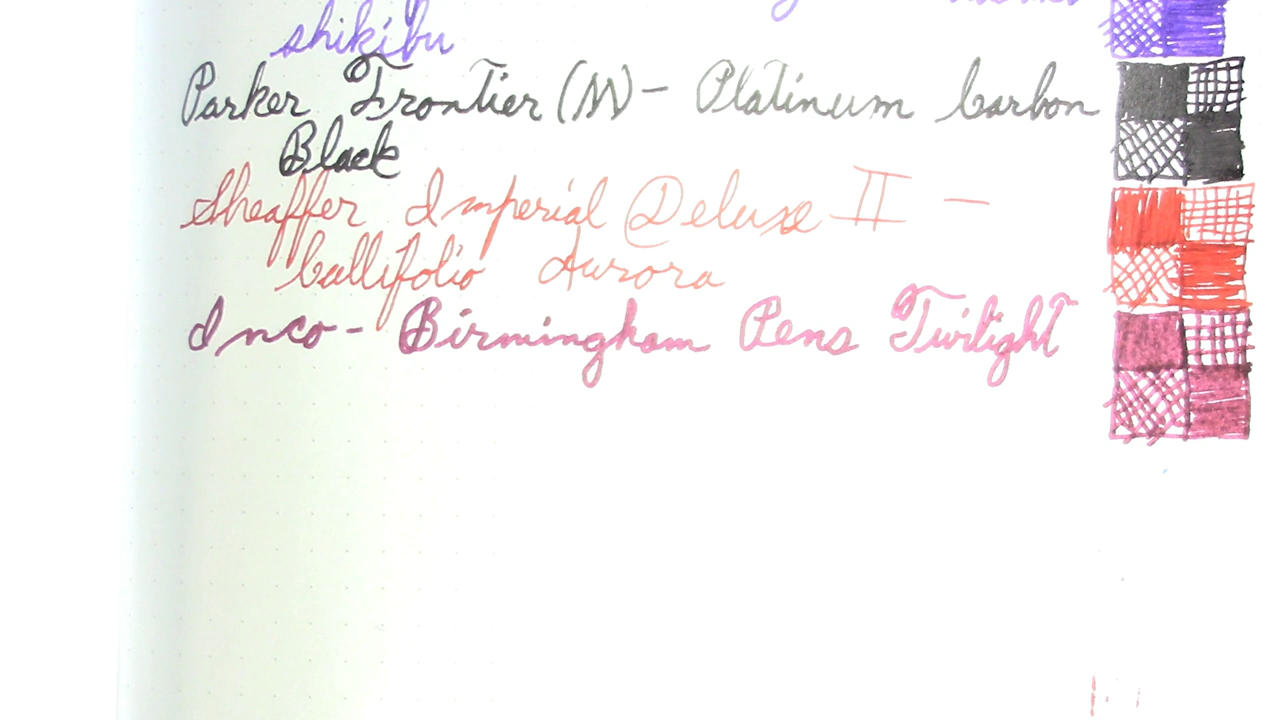 shikibu
Parker Frontier (M) - Platinum Carbon
Black
Sheaffer Imperial Deluxe II -
Callifolio Aurora
Inco - Birmingham Pens Twilight